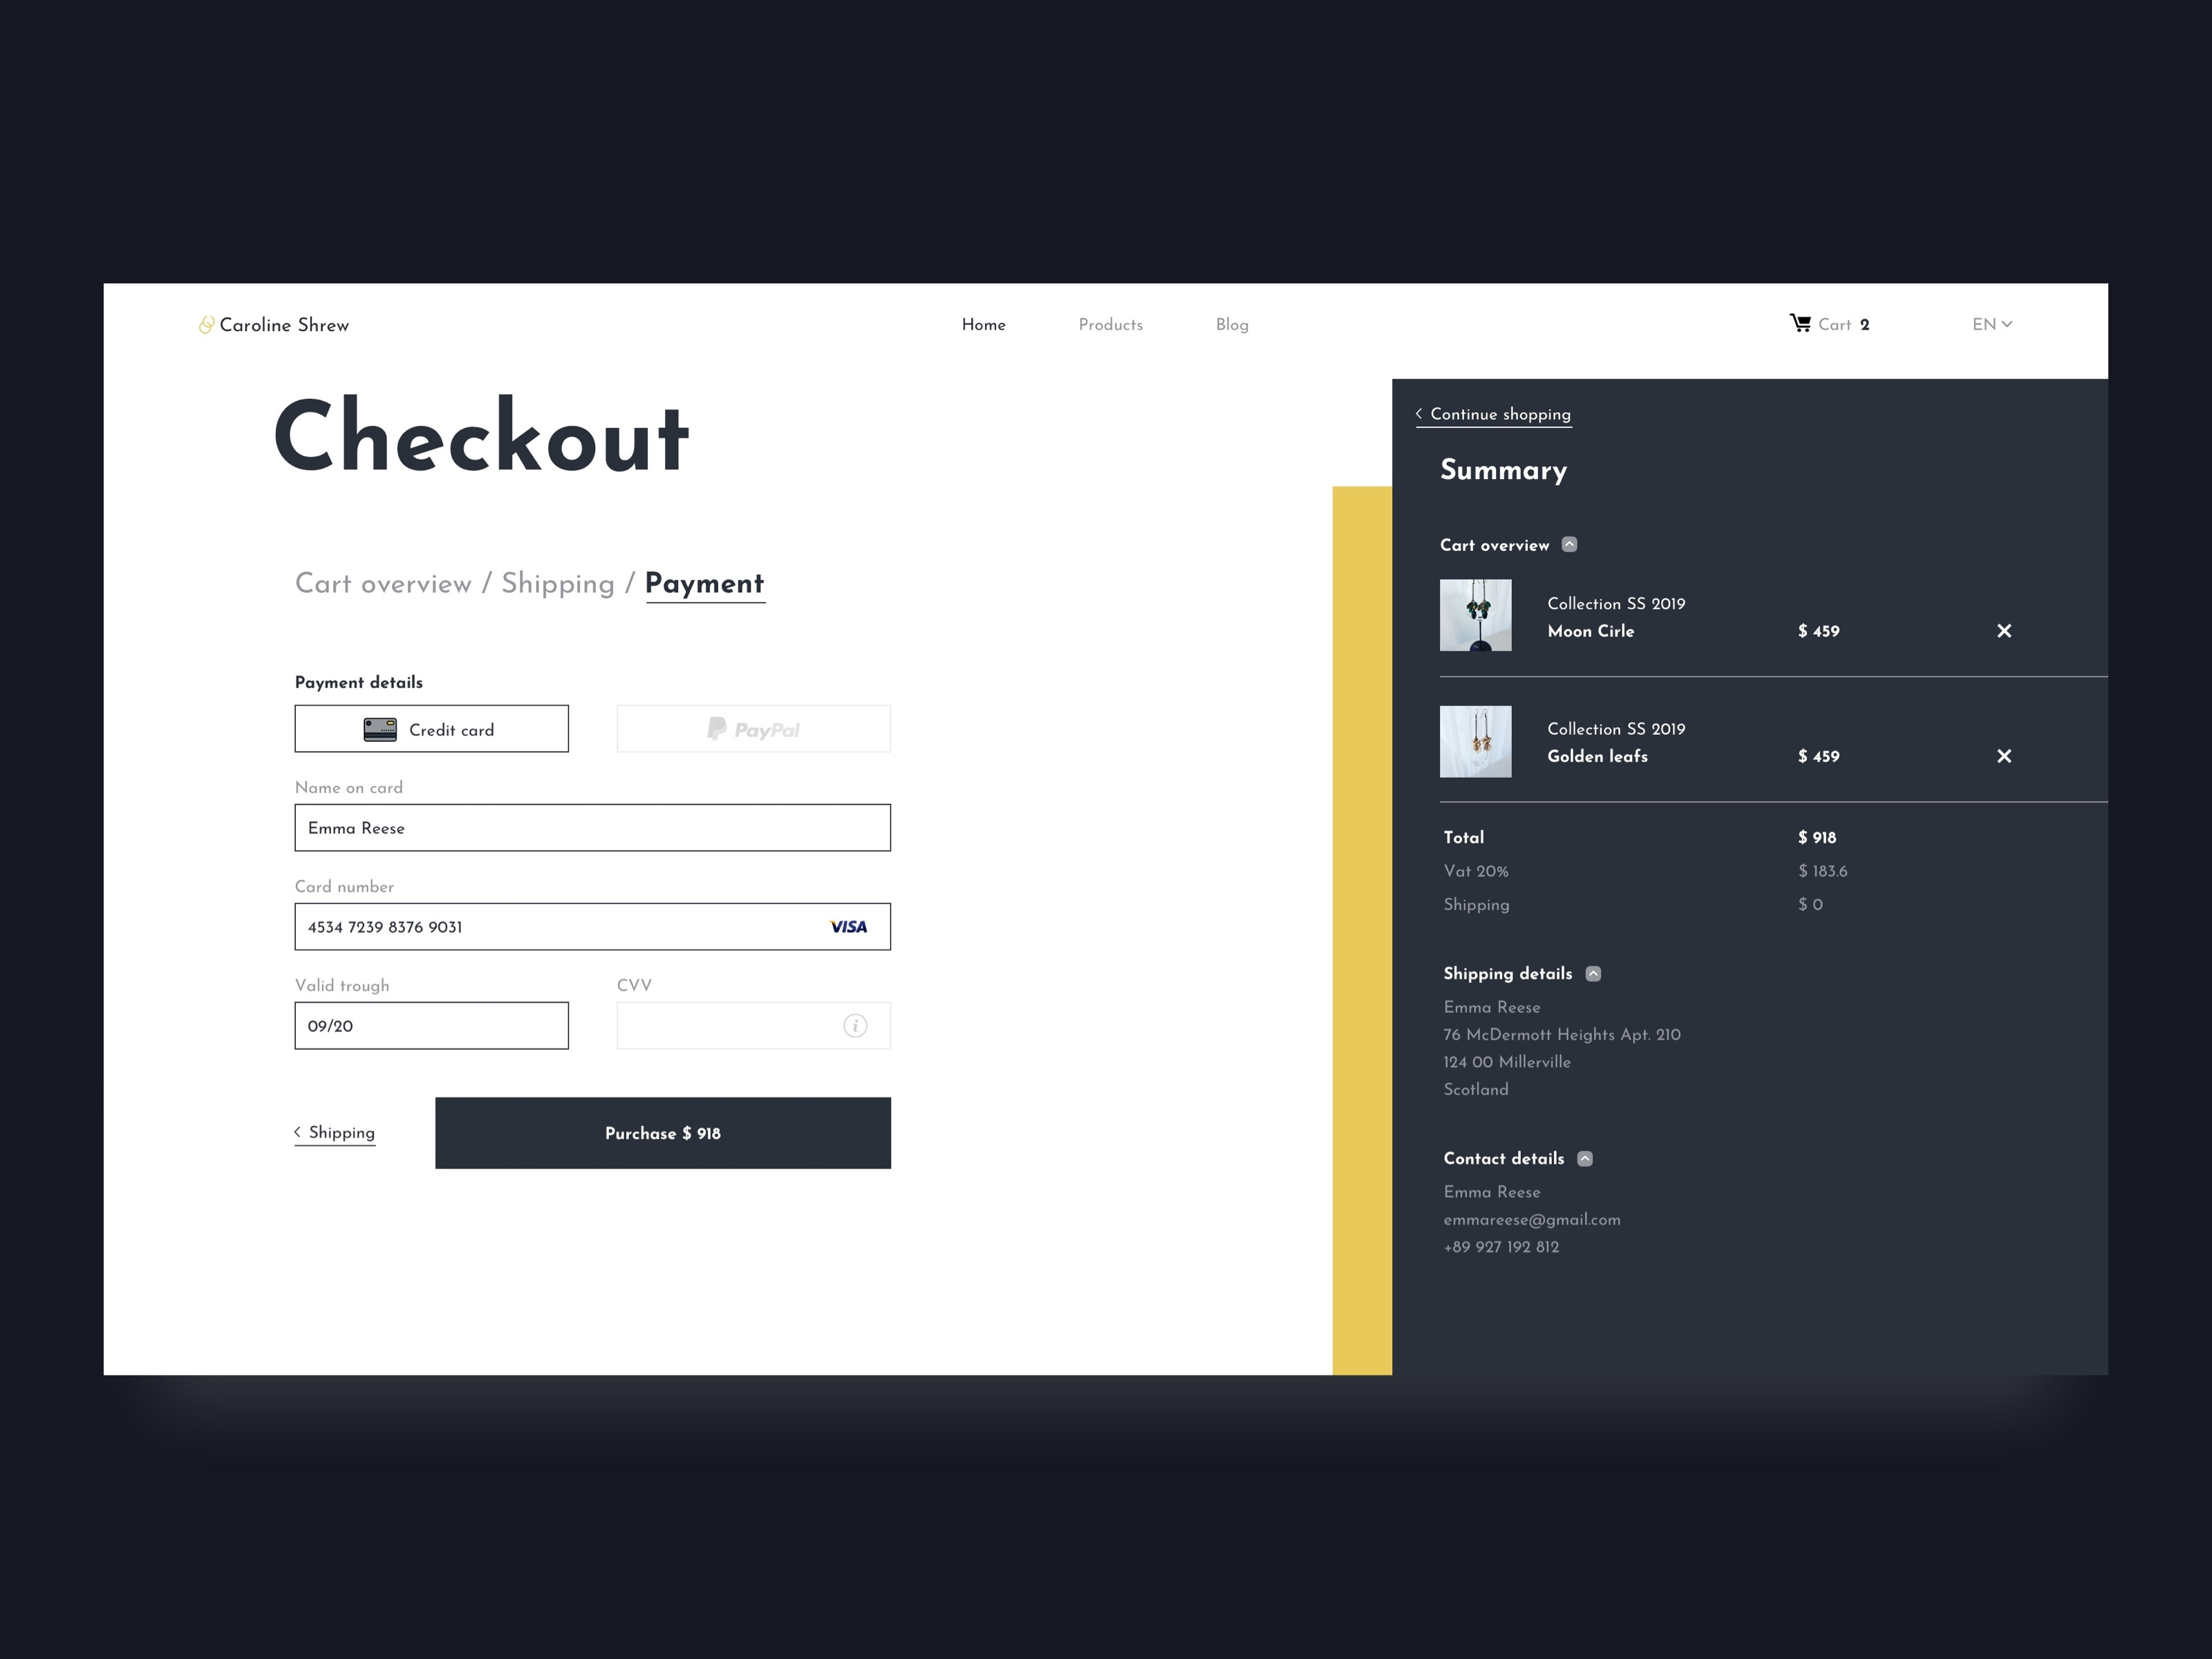 Caroline Shrew
Home
Products
Blog
Cart 2
EN
Checkout
Cart overview / Shipping / Payment
Payment details
Credit card
PayPal
Name on card
Emma Reese
Card number
4534 7239 8376 9031
VISA
Valid trough
CVV
09/20
i
Shipping
Purchase $ 918
Continue shopping
Summary
Cart overview
Collection SS 2019
Moon Cirle
$ 459
Collection SS 2019
Golden leafs
$ 459
Total
$ 918
Vat 20%
$ 183.6
Shipping
$ 0
Shipping details
Emma Reese
76 McDermott Heights Apt. 210
124 00 Millerville
Scotland
Contact details
Emma Reese
emmareese@gmail.com
+89 927 192 812